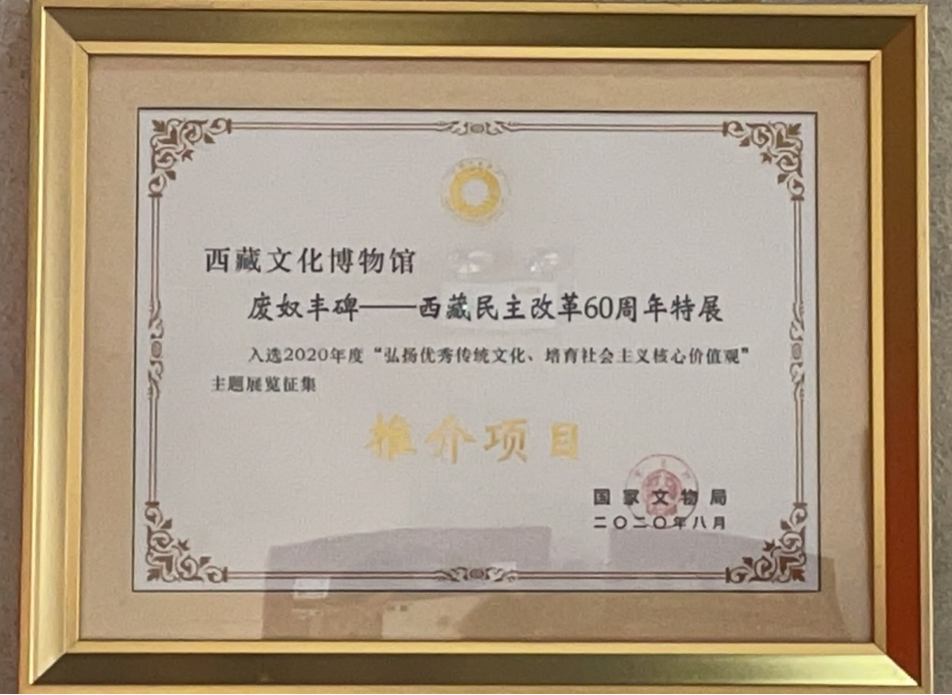 西藏文化博物馆
废奴丰碑——西藏民主改革60周年特展
入选2020年度“弘扬优秀传统文化、培育社会主义核心价值观”
主题展览征集
推介项目
国家文物局
二〇二〇年八月